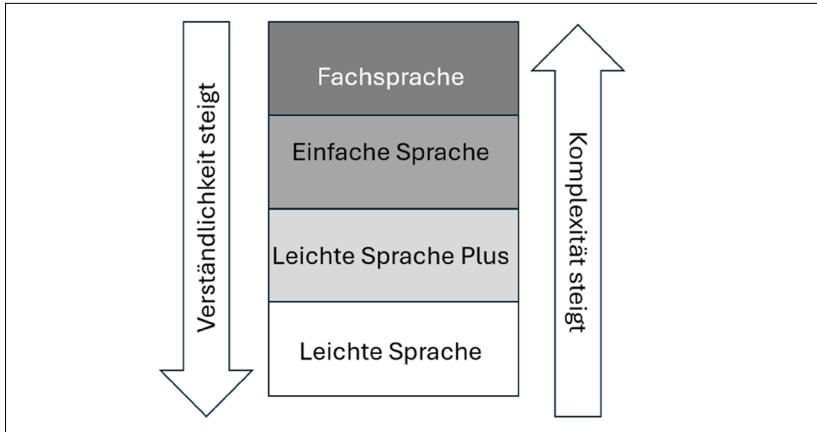 Verständlichkeit steigt
Fachsprache
Einfache Sprache
Leichte Sprache Plus
Leichte Sprache
Komplexität steigt